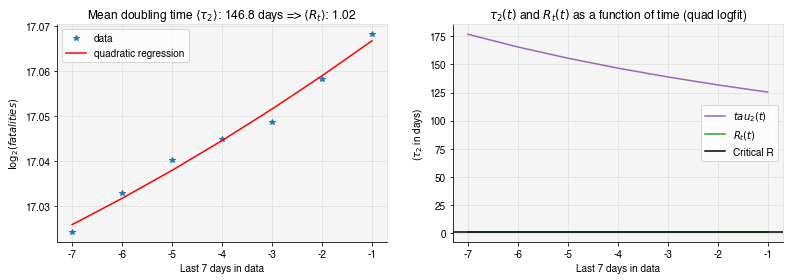 Mean doubling time ⟨τ₂⟩: 146.8 days => ⟨Rₜ⟩: 1.02
17.07
17.06
17.05
17.04
17.03
log₂(fatalities)
data
quadratic regression
-7 -6 -5 -4 -3 -2 -1
Last 7 days in data
τ₂(t) and Rₜ(t) as a function of time (quad logfit)
175
150
125
100
75
50
25
0
(τ₂ in days)
tau₂(t)
Rₜ(t)
Critical R
-7 -6 -5 -4 -3 -2 -1
Last 7 days in data